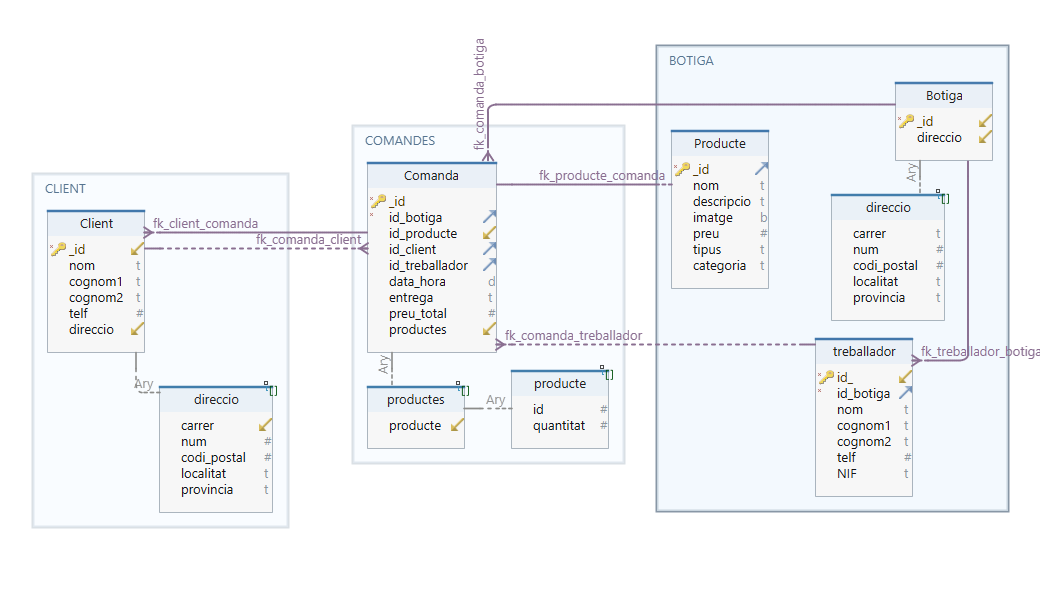 fk_comanda_botiga
BOTIGA
Botiga
_id
direccio
Ary
COMANDES
Comanda
_id
id_botiga
id_producte
id_client
id_treballador
data_hora d
entrega t
preu_total #
productes
fk_producte_comanda
Producte
_id
nom t
descripcio t
imatge b
preu #
tipus t
categoria t
direccio
carrer t
num #
codi_postal #
localitat t
provincia t
CLIENT
Client
_id
nom t
cognom1 t
cognom2 t
telf #
direccio
fk_client_comanda
fk_comanda_client
fk_comanda_treballador
treballador
id_
id_botiga
nom t
cognom1 t
cognom2 t
telf #
NIF t
fk_treballador_botiga
Ary
direccio
carrer
num #
codi_postal #
localitat t
provincia t
Ary
productes
producte
Ary
producte
id #
quantitat #